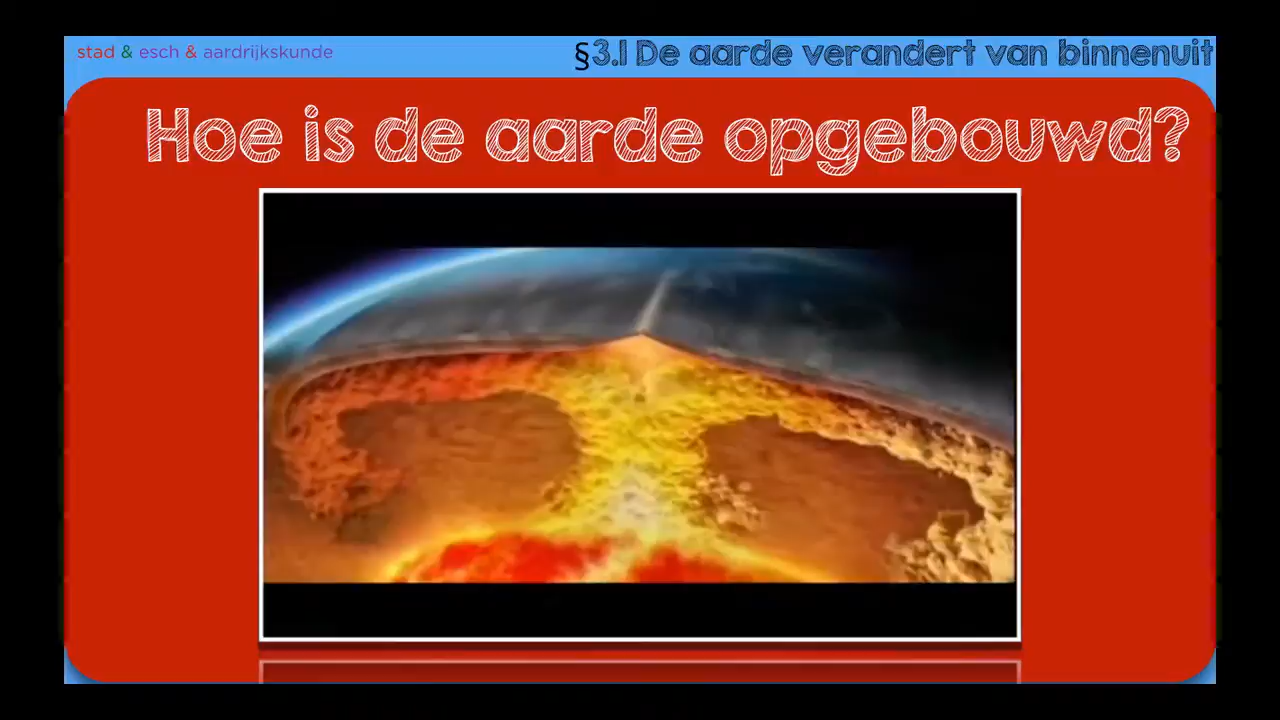 stad & esch & aardrijkskunde
§3.1 De aarde verandert van binnenuit
Hoe is de aarde opgebouwd?